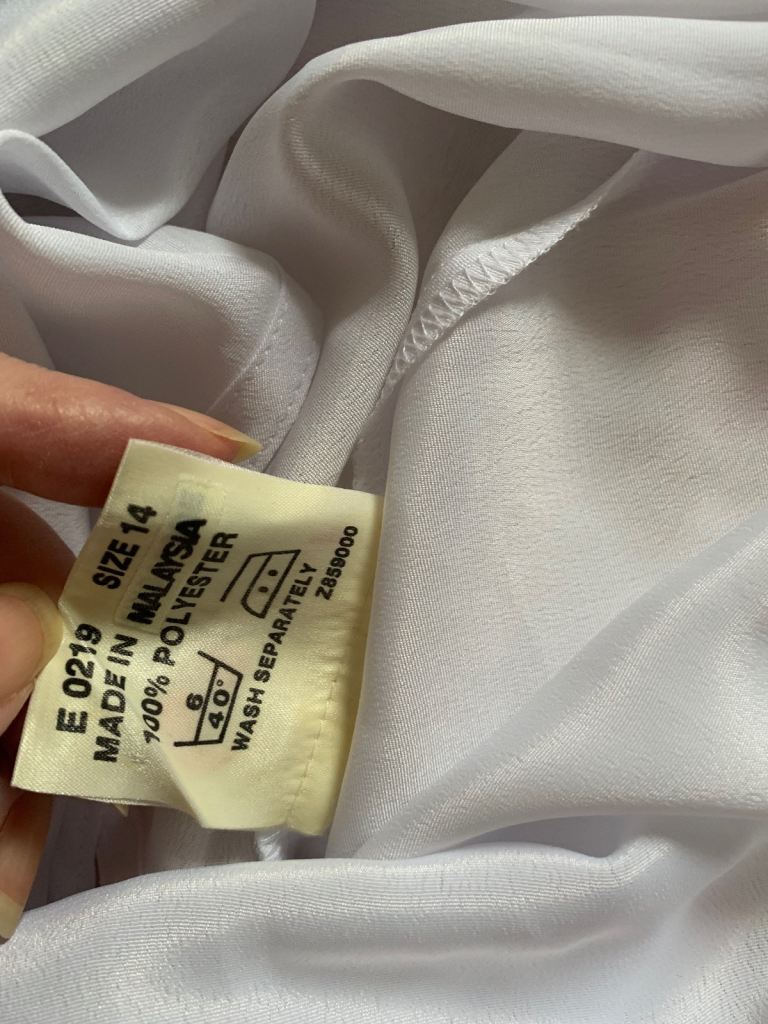 E 0219 SIZE 14
MADE IN MALAYSIA
100% POLYESTER
6
40°
WASH SEPARATELY
Z859000